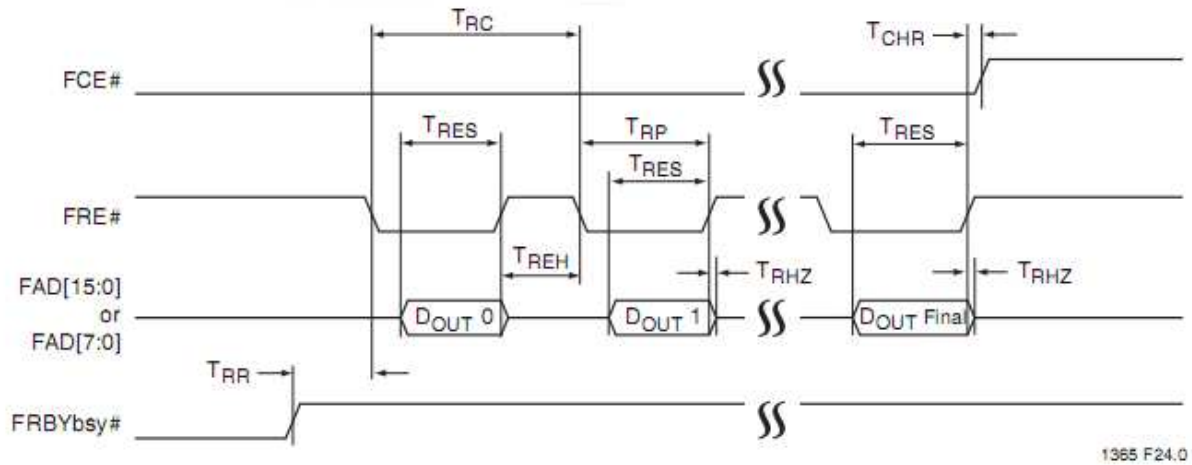 TRC
TCHR
FCE#
TRES
TRP
TRES
TRES
FRE#
TREH
TRHZ
TRHZ
FAD[15:0]
or
FAD[7:0]
DOUT 0
DOUT 1
DOUT Final
TRR
FRBYbsy#
1365 F24.0